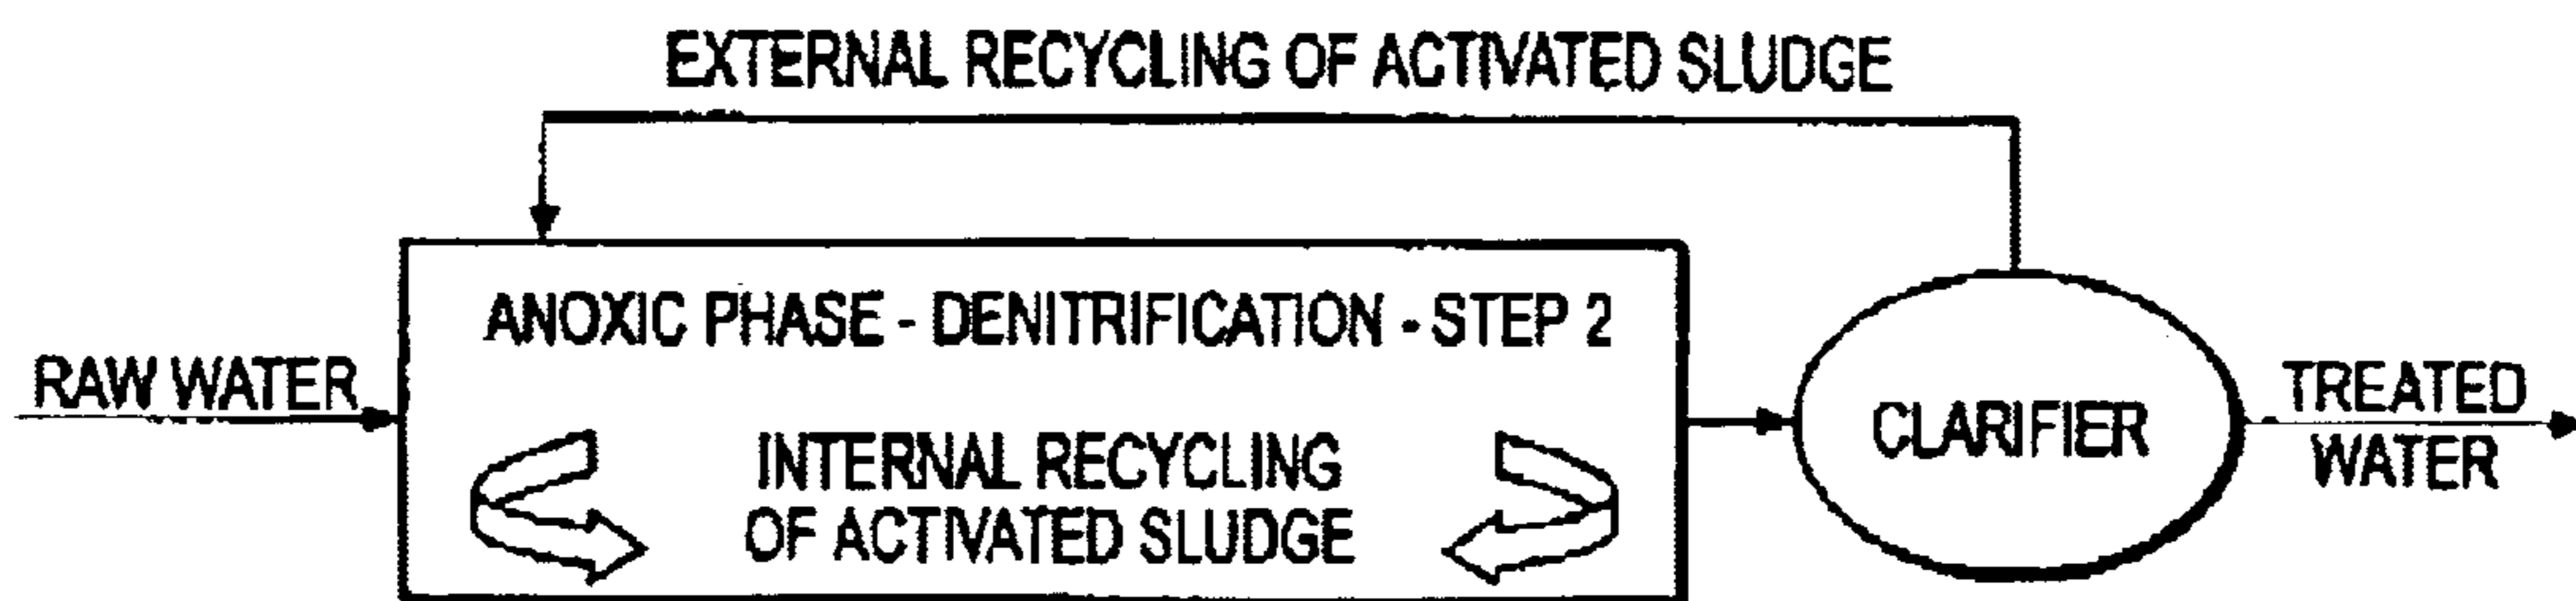 EXTERNAL RECYCLING OF ACTIVATED SLUDGE
ANOXIC PHASE - DENITRIFICATION - STEP 2
RAW WATER
INTERNAL RECYCLING
OF ACTIVATED SLUDGE
CLARIFIER
TREATED
WATER